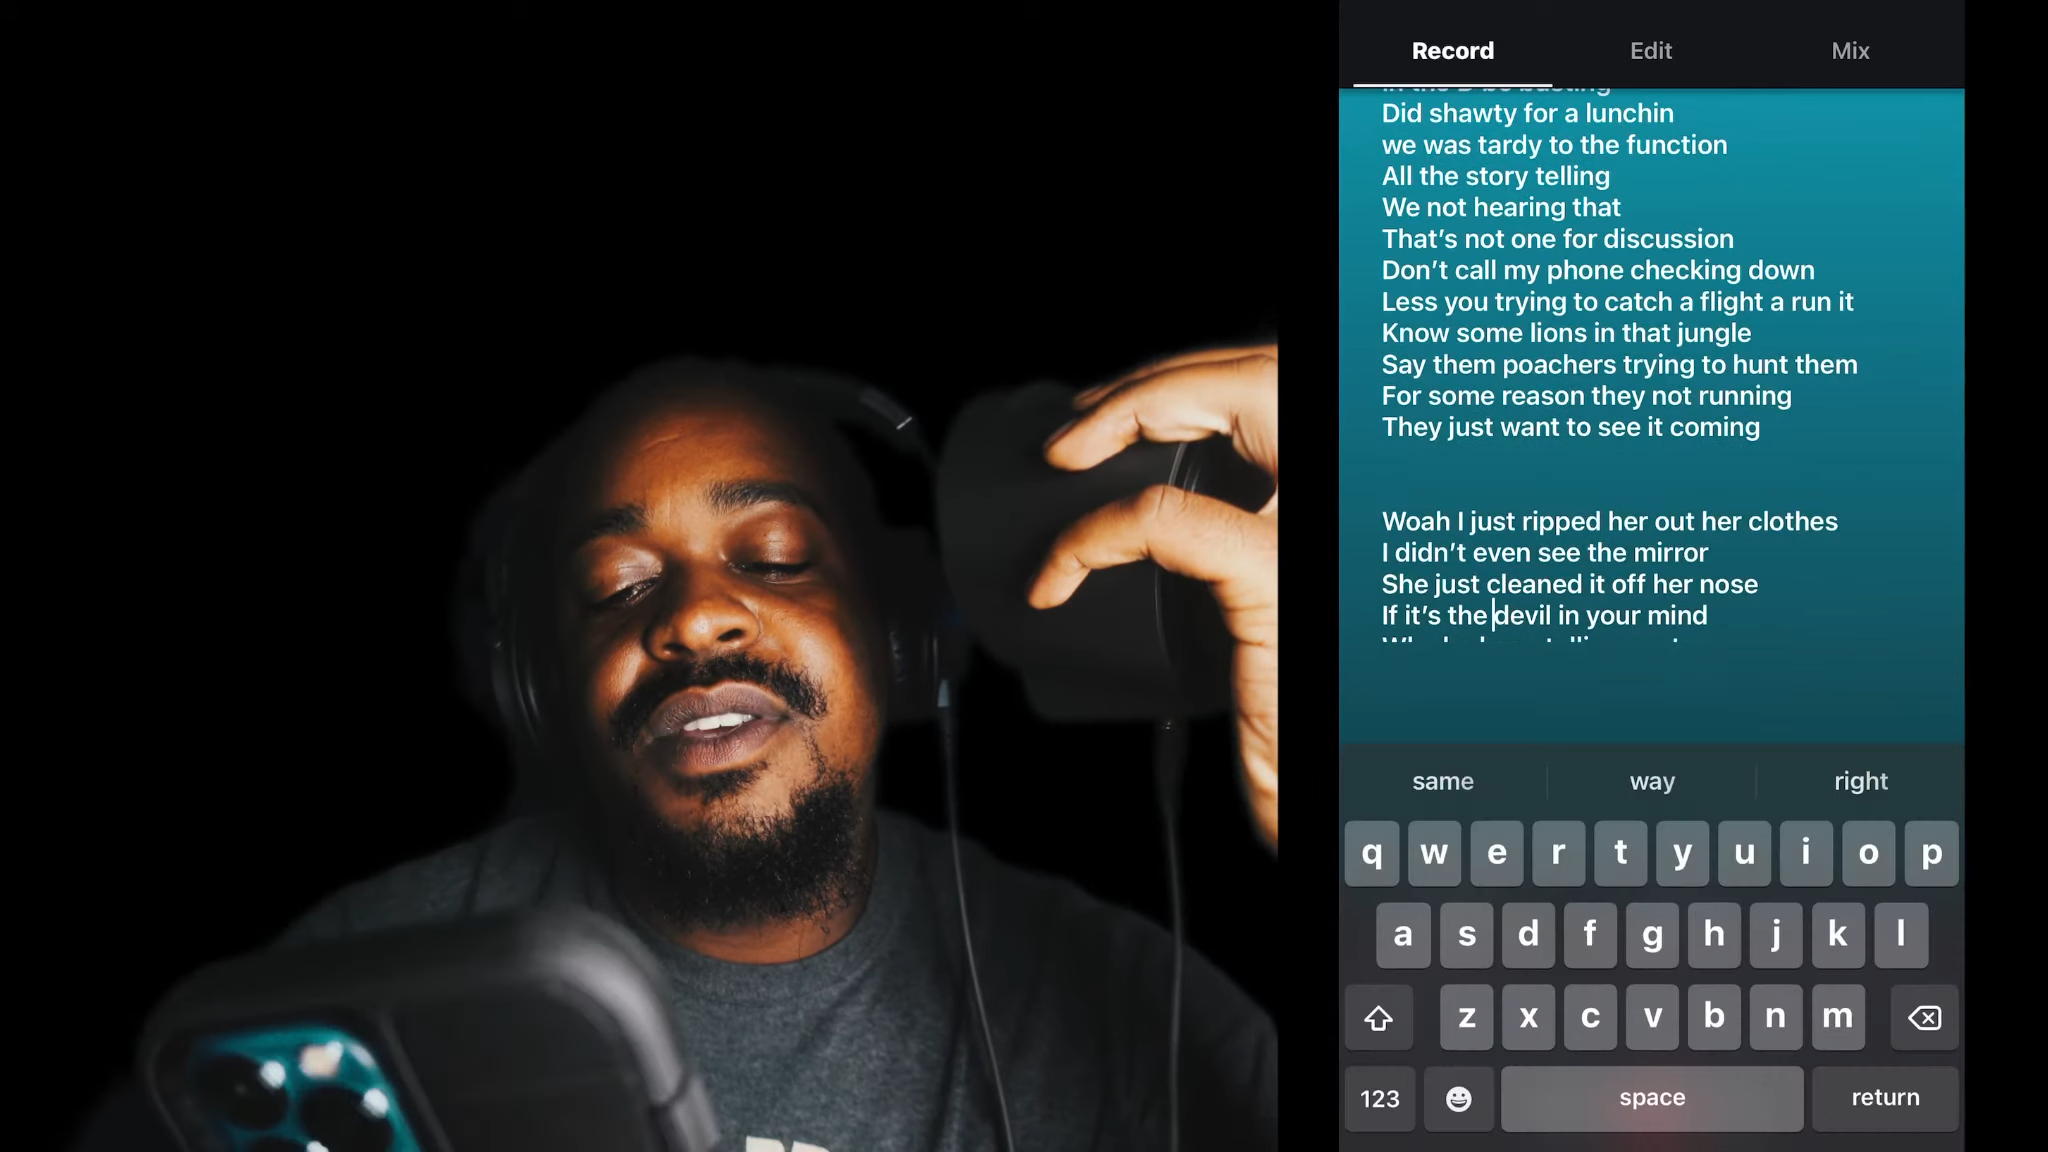 Record Edit Mix
Did shawty for a lunchin
we was tardy to the function
All the story telling
We not hearing that
That's not one for discussion
Don't call my phone checking down
Less you trying to catch a flight a run it
Know some lions in that jungle
Say them poachers trying to hunt them
For some reason they not running
They just want to see it coming
Woah I just ripped her out her clothes
I didn't even see the mirror
She just cleaned it off her nose
If it's the devil in your mind
same way right
q w e r t y u i o p
a s d f g h j k l
z x c v b n m
123 space return